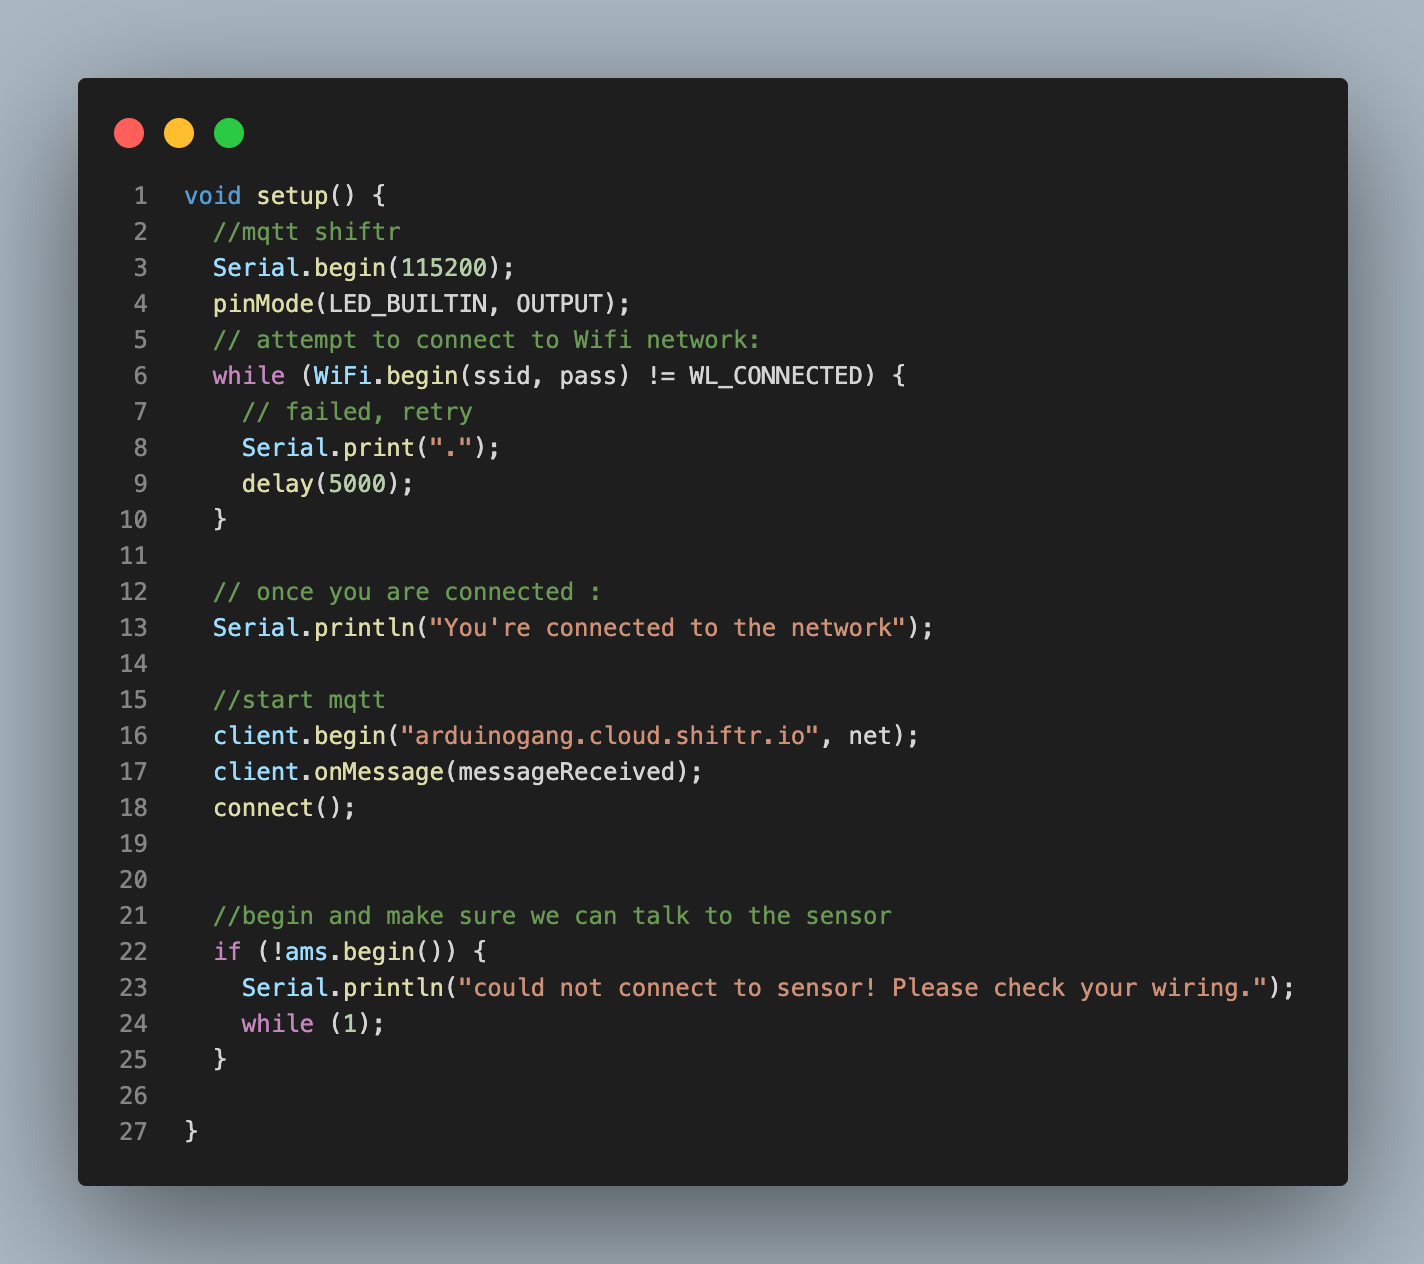 1 void setup() {
2 //mqtt shiftr
3 Serial.begin(115200);
4 pinMode(LED_BUILTIN, OUTPUT);
5 // attempt to connect to Wifi network:
6 while (WiFi.begin(ssid, pass) != WL_CONNECTED) {
7 // failed, retry
8 Serial.print(".");
9 delay(5000);
10 }
11
12 // once you are connected :
13 Serial.println("You're connected to the network");
14
15 //start mqtt
16 client.begin("arduinogang.cloud.shiftr.io", net);
17 client.onMessage(messageReceived);
18 connect();
19
20
21 //begin and make sure we can talk to the sensor
22 if (!ams.begin()) {
23 Serial.println("could not connect to sensor! Please check your wiring.");
24 while (1);
25 }
26
27 }